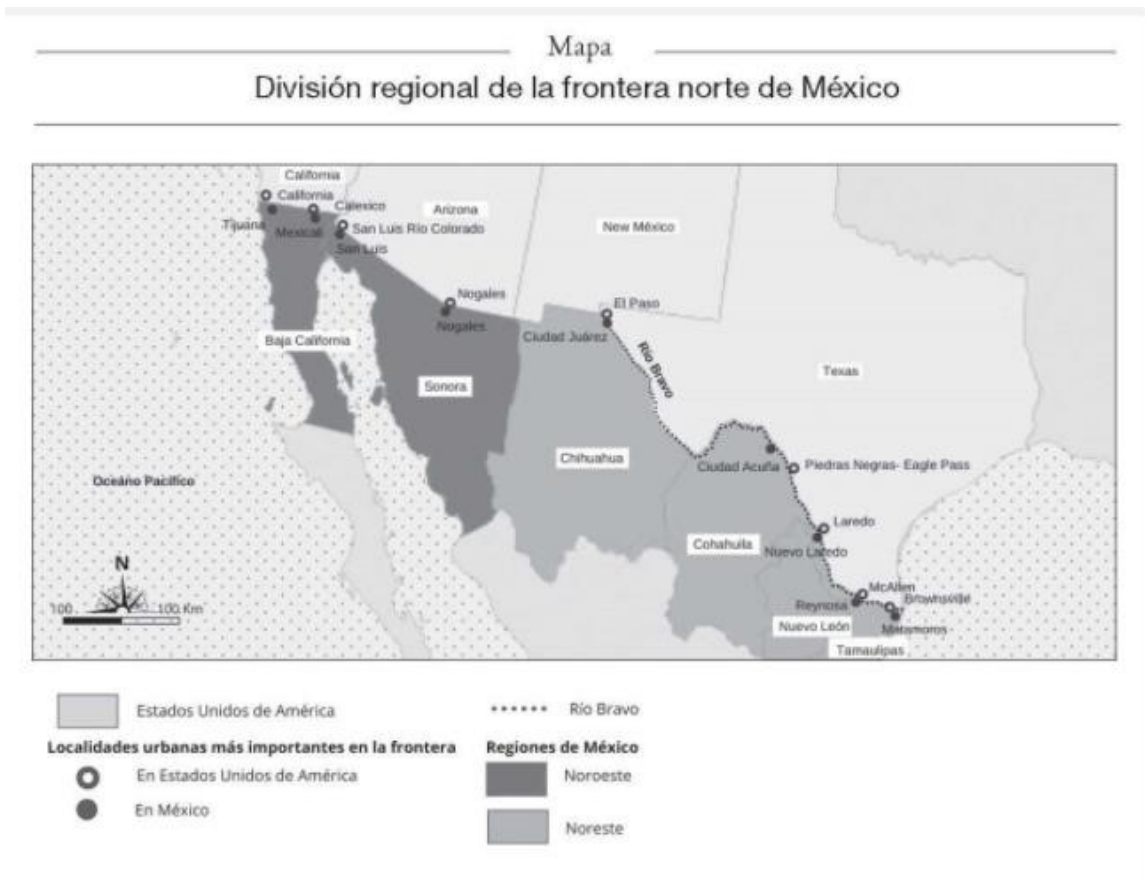 Mapa
División regional de la frontera norte de México
California
California
Calexico
Arizona
Tijuana
Mexicali
San Luis Río Colorado
San Luis
New México
Nogales
Nogales
El Paso
Ciudad Juárez
Baja California
Río Bravo
Sonora
Texas
Chihuahua
Ciudad Acuña
Piedras Negras- Eagle Pass
Océano Pacífico
Laredo
Cohahuila
Nuevo Laredo
N
McAllen
Brownsville
100
100 Km
Reynosa
Nuevo León
Matamoros
Tamaulipas
Estados Unidos de América
Río Bravo
Localidades urbanas más importantes en la frontera
Regiones de México
En Estados Unidos de América
Noroeste
En México
Noreste